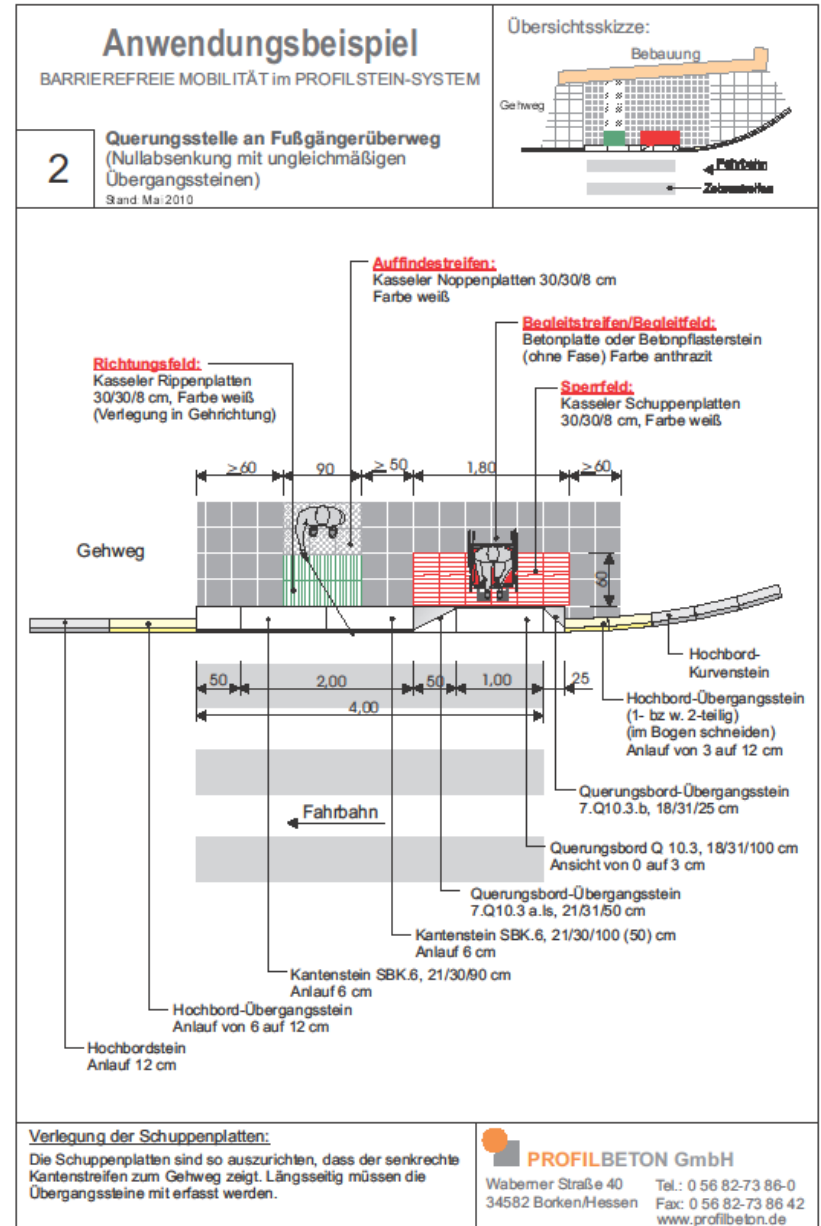 Anwendungsbeispiel
BARRIEREFREIE MOBILITÄT im PROFILSTEIN-SYSTEM
2
Querungsstelle an Fußgängerüberweg
(Nullabsenkung mit ungleichmäßigen
Übergangssteinen)
Stand: Mai 2010
Übersichtsskizze:
Bebauung
Gehweg
Fahrbahn
Zebrastreifen
Auffindestreifen:
Kasseler Noppenplatten 30/30/8 cm
Farbe weiß
Begleitstreifen/Begleitfeld:
Betonplatte oder Betonpflasterstein
(ohne Fase) Farbe anthrazit
Richtungsfeld:
Kasseler Rippenplatten
30/30/8 cm, Farbe weiß
(Verlegung in Gehrichtung)
Sperrfeld:
Kasseler Schuppenplatten
30/30/8 cm, Farbe weiß
≥60 90 ≥ 50 1,80 ≥60
Gehweg
60
50 2,00 50 1,00 25
4,00
Hochbord-
Kurvenstein
Hochbord-Übergangsstein
(1- bz w. 2-teilig)
(im Bogen schneiden)
Anlauf von 3 auf 12 cm
Querungsbord-Übergangsstein
7.Q10.3.b, 18/31/25 cm
Fahrbahn
Querungsbord Q 10.3, 18/31/100 cm
Ansicht von 0 auf 3 cm
Querungsbord-Übergangsstein
7.Q10.3 a.ls, 21/31/50 cm
Kantenstein SBK.6, 21/30/100 (50) cm
Anlauf 6 cm
Kantenstein SBK.6, 21/30/90 cm
Anlauf 6 cm
Hochbord-Übergangsstein
Anlauf von 6 auf 12 cm
Hochbordstein
Anlauf 12 cm
Verlegung der Schuppenplatten:
Die Schuppenplatten sind so auszurichten, dass der senkrechte
Kantenstreifen zum Gehweg zeigt. Längsseitig müssen die
Übergangssteine mit erfasst werden.
PROFILBETON GmbH
Waberner Straße 40
34582 Borken/Hessen
Tel.: 0 56 82-73 86-0
Fax: 0 56 82-73 86 42
www.profilbeton.de